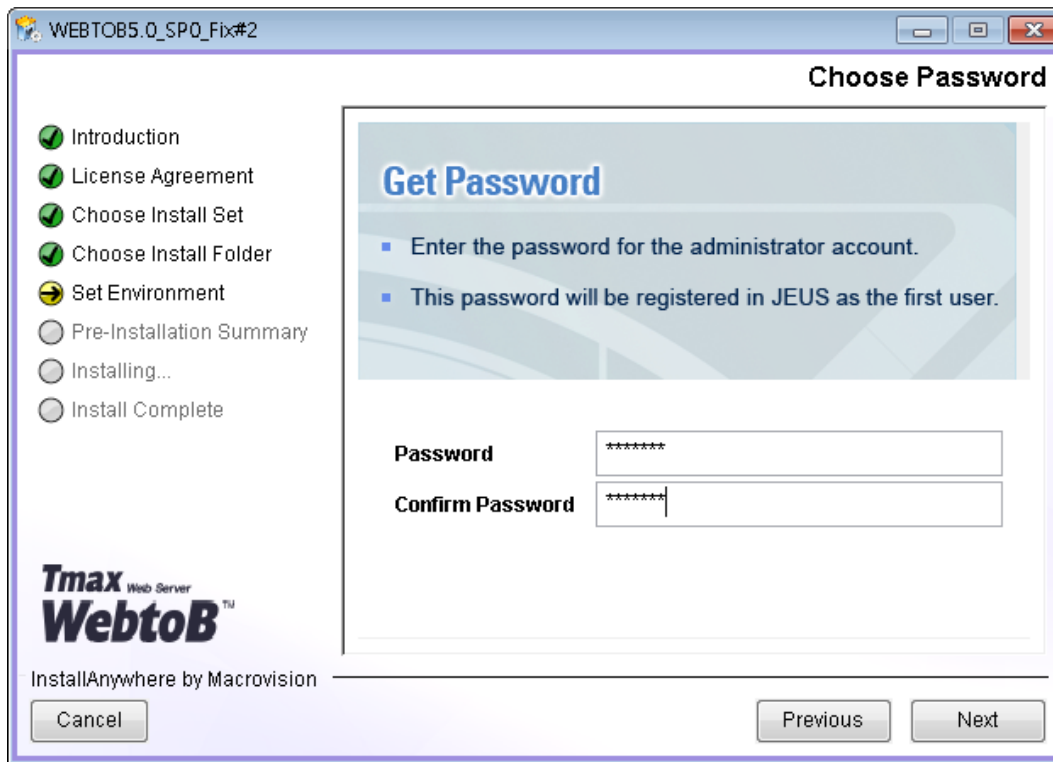 WEBTOB5.0_SP0_Fix#2
Choose Password
Introduction
License Agreement
Choose Install Set
Choose Install Folder
Set Environment
Pre-Installation Summary
Installing...
Install Complete
Get Password
Enter the password for the administrator account.
This password will be registered in JEUS as the first user.
Password *******
Confirm Password *******
Tmax Web Server
WebtoB™
InstallAnywhere by Macrovision
Cancel Previous Next